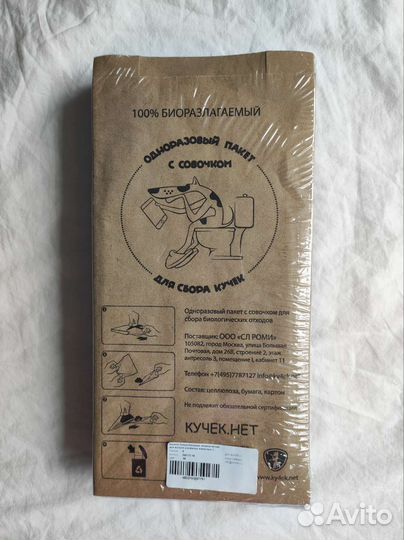 100% БИОРАЗЛАГАЕМЫЙ
ОДНОРАЗОВЫЙ ПАКЕТ
С СОВОЧКОМ
ДЛЯ СБОРА КУЧЕК
Одноразовый пакет с совочком для
сбора биологических отходов
Поставщик: ООО «СЛ РОМИ»
105082, город Москва, улица Большая
Почтовая, дом 26В, строение 2, этаж
антресоль 3, помещение I, кабинет 11
Телефон +7(495)7787127
Состав: целлюлоза, бумага, картон
Не подлежит обязательной сертификации
КУЧЕК.НЕТ
www.ky4ek.net
Avito